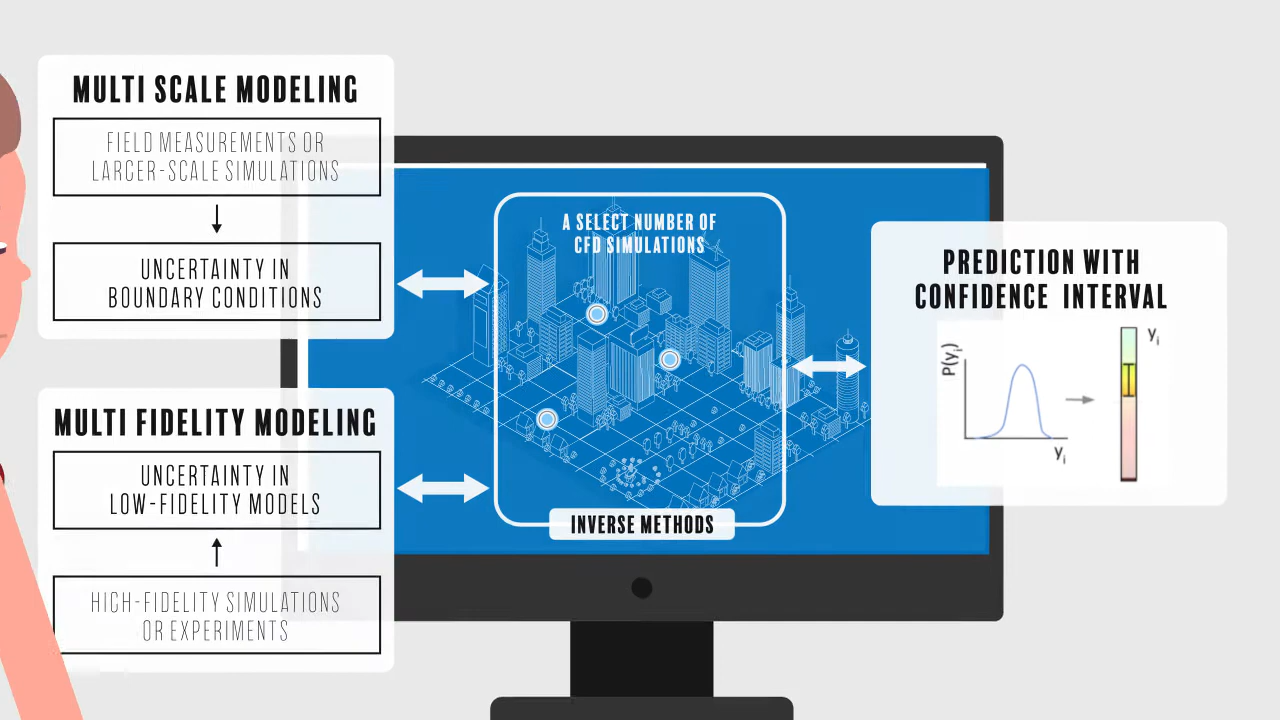 MULTI SCALE MODELING
FIELD MEASUREMENTS OR
LARGER-SCALE SIMULATIONS
UNCERTAINTY IN
BOUNDARY CONDITIONS
MULTI FIDELITY MODELING
UNCERTAINTY IN
LOW-FIDELITY MODELS
HIGH-FIDELITY SIMULATIONS
OR EXPERIMENTS
A SELECT NUMBER OF
CFD SIMULATIONS
INVERSE METHODS
PREDICTION WITH
CONFIDENCE INTERVAL
P(yi)
yi
yi